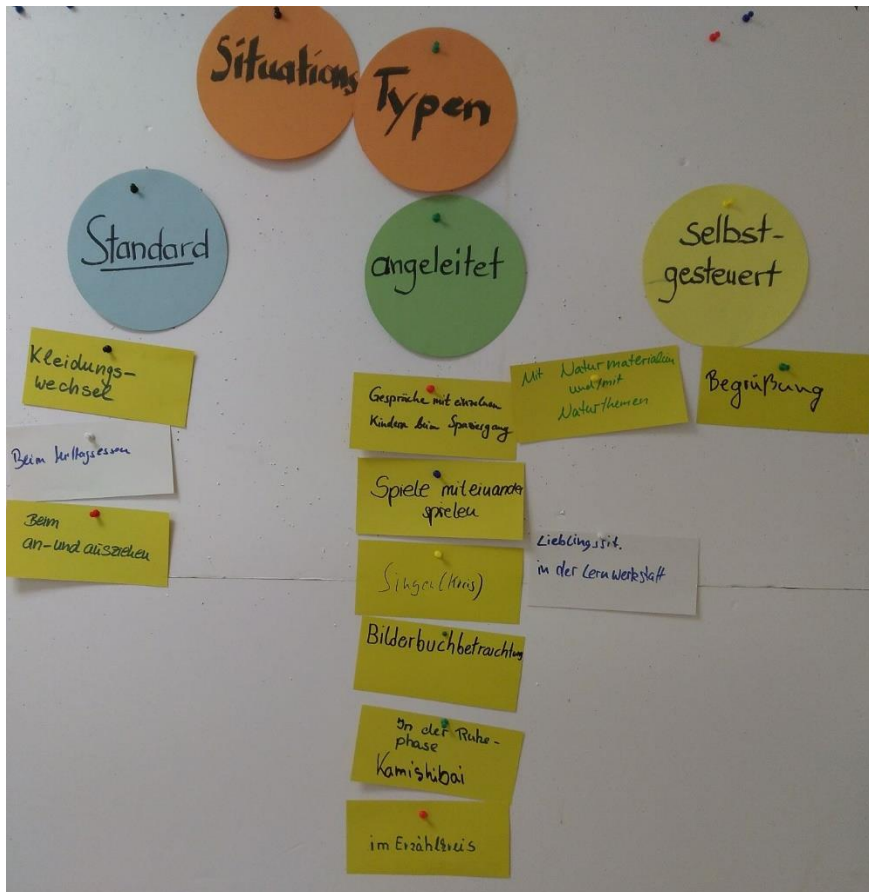 Situations
Typen
Standard
angeleitet
Selbst-
gesteuert
Kleidungs-
wechsel
Beim Mittagessen
Beim
an- und ausziehen
Gespräche mit einzelnen
Kindern beim Spaziergang
Spiele miteinander
spielen
Singen (Kreis)
Bilderbuchbetrachtung
In der Ruhe-
phase
Kamishibai
im Erzählkreis
Mit Naturmaterialien
und/mit
Naturthemen
Lieblingssit.
in der Lernwerkstatt
Begrüßung